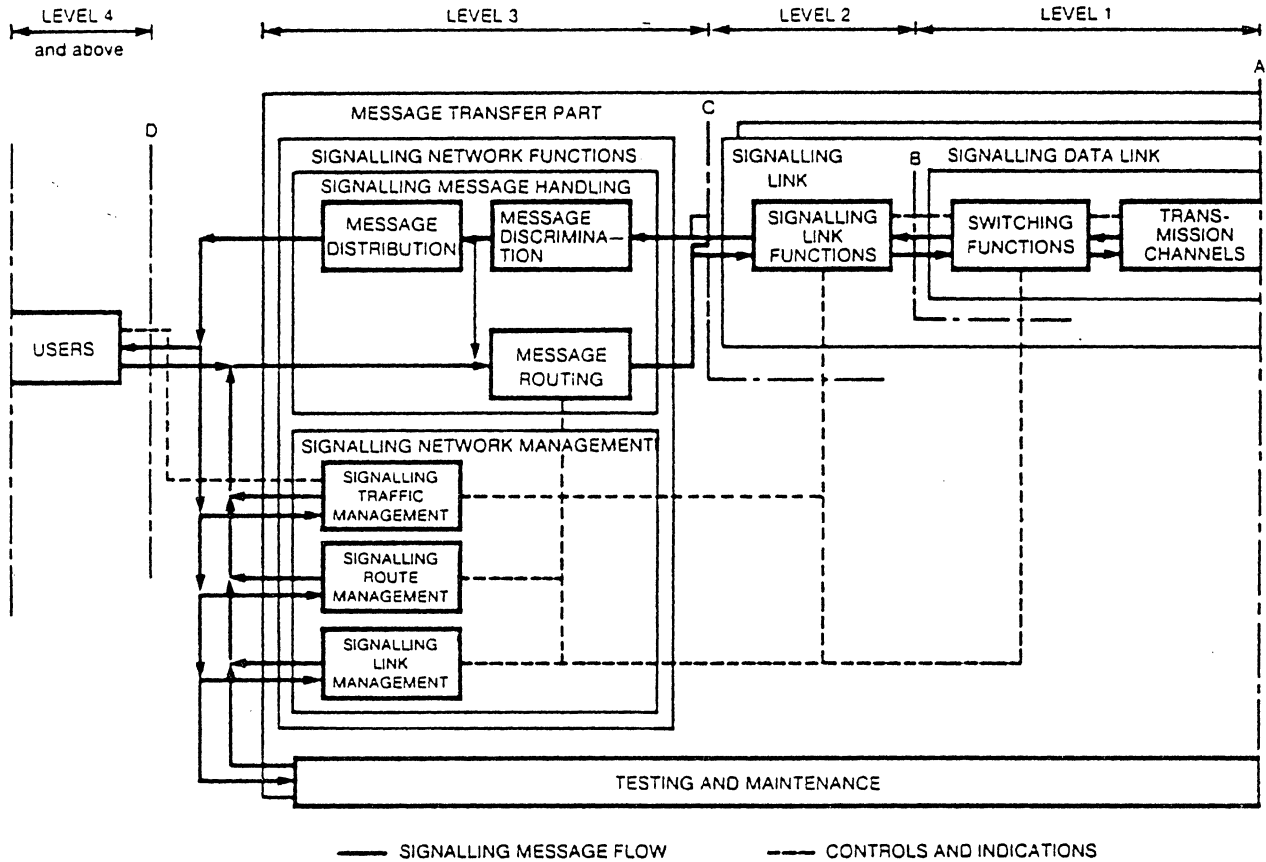 LEVEL 4
LEVEL 3
LEVEL 2
LEVEL 1
and above
A
MESSAGE TRANSFER PART
C
D
SIGNALLING NETWORK FUNCTIONS
SIGNALLING
LINK
B
SIGNALLING DATA LINK
SIGNALLING MESSAGE HANDLING
MESSAGE
DISTRIBUTION
MESSAGE
DISCRIMINA—
TION
SIGNALLING
LINK
FUNCTIONS
SWITCHING
FUNCTIONS
TRANS-
MISSION
CHANNELS
USERS
MESSAGE
ROUTING
SIGNALLING NETWORK MANAGEMENT
SIGNALLING
TRAFFIC
MANAGEMENT
SIGNALLING
ROUTE
MANAGEMENT
SIGNALLING
LINK
MANAGEMENT
TESTING AND MAINTENANCE
SIGNALLING MESSAGE FLOW
CONTROLS AND INDICATIONS